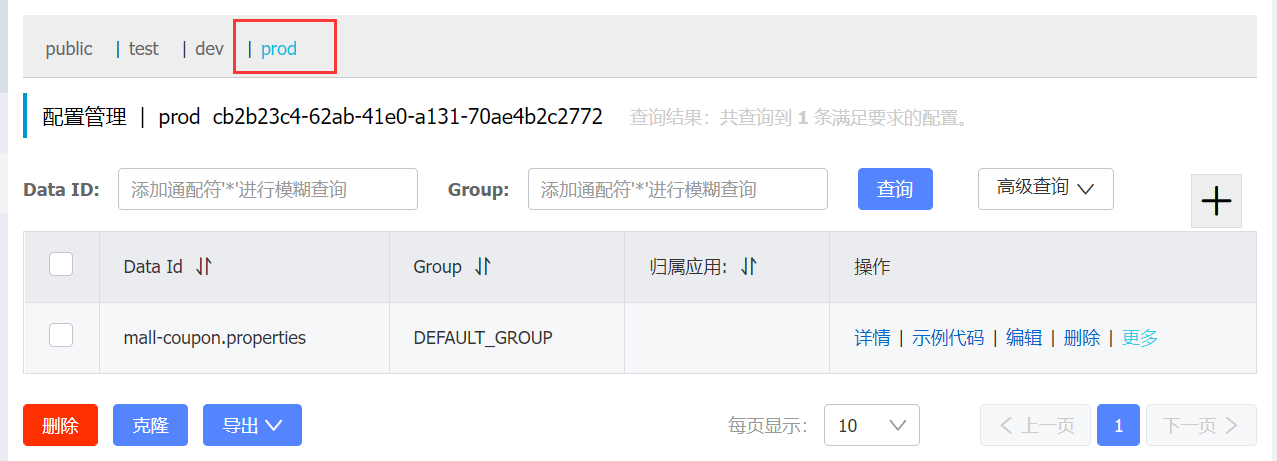 public | test | dev | prod
配置管理 | prod cb2b23c4-62ab-41e0-a131-70ae4b2c2772 查询结果：共查询到 1 条满足要求的配置。
Data ID: 添加通配符'*'进行模糊查询 Group: 添加通配符'*'进行模糊查询 查询 高级查询
Data Id Group 归属应用: 操作
mall-coupon.properties DEFAULT_GROUP 详情 | 示例代码 | 编辑 | 删除 | 更多
删除 克隆 导出 每页显示： 10 上一页 1 下一页